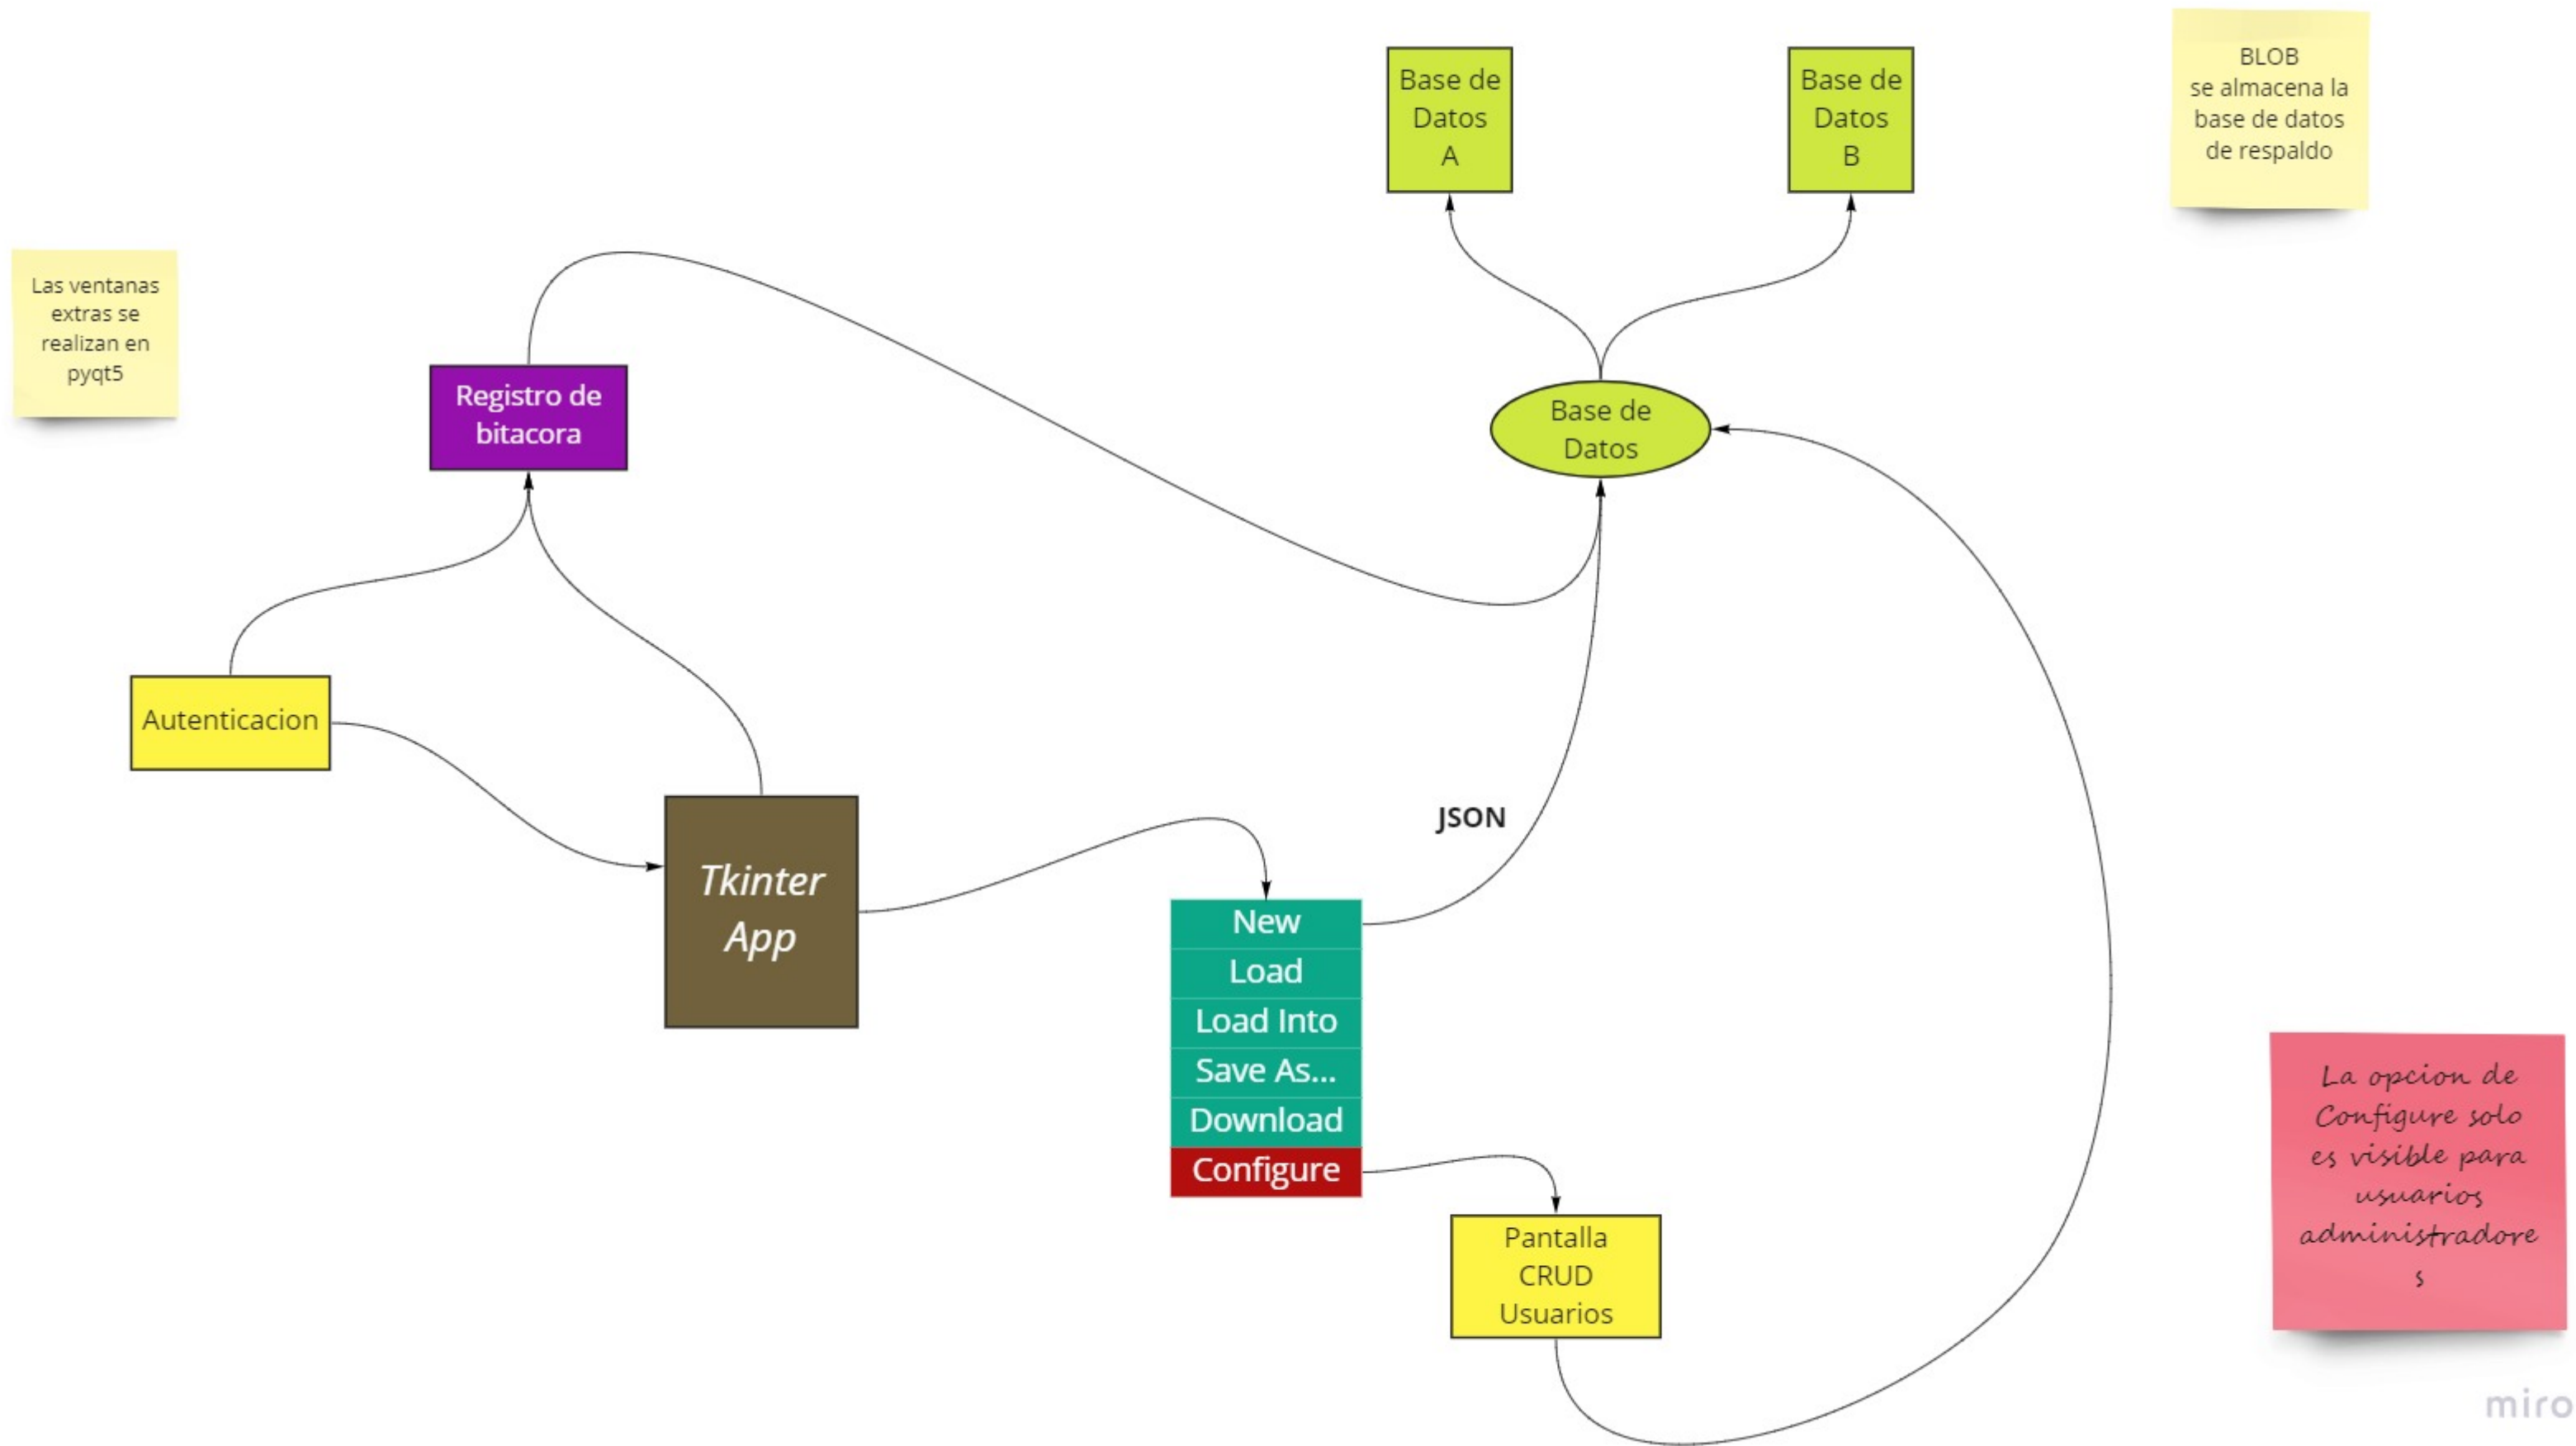 Base de
Datos
A
Base de
Datos
B
BLOB
se almacena la
base de datos
de respaldo
Las ventanas
extras se
realizan en
pyqt5
Registro de
bitacora
Base de
Datos
Autenticacion
Tkinter
App
JSON
New
Load
Load Into
Save As...
Download
Configure
Pantalla
CRUD
Usuarios
La opcion de
Configure solo
es visible para
usuarios
administradore
s
miro